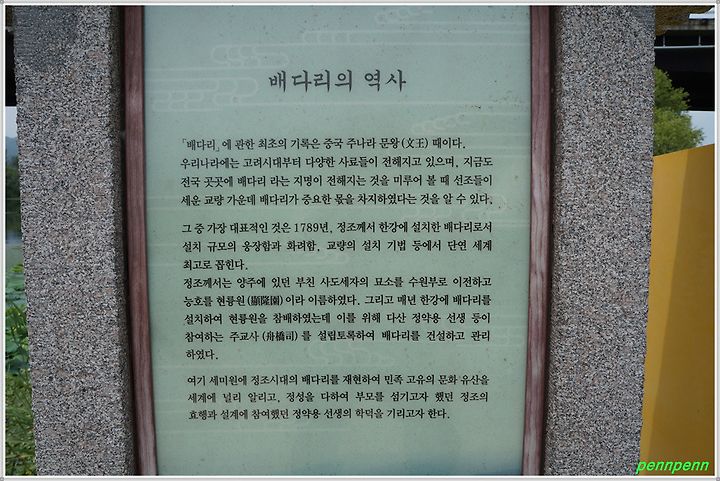 배다리의 역사
「배다리」에 관한 최초의 기록은 중국 주나라 문왕(文王) 때이다.
우리나라에는 고려시대부터 다양한 사료들이 전해지고 있으며, 지금도
전국 곳곳에 배다리 라는 지명이 전해지는 것을 미루어 볼 때 선조들이
세운 교량 가운데 배다리가 중요한 몫을 차지하였다는 것을 알 수 있다.
그 중 가장 대표적인 것은 1789년, 정조께서 한강에 설치한 배다리로서
설치 규모의 웅장함과 화려함, 교량의 설치 기법 등에서 단연 세계
최고로 꼽힌다.
정조께서는 양주에 있던 부친 사도세자의 묘소를 수원부로 이전하고
능호를 현륭원(顯隆園)이라 이름하였다. 그리고 매년 한강에 배다리를
설치하여 현륭원을 참배하였는데 이를 위해 다산 정약용 선생 등이
참여하는 주교사(舟橋司)를 설립토록하여 배다리를 건설하고 관리
하였다.
여기 세미원에 정조시대의 배다리를 재현하여 민족 고유의 문화 유산을
세계에 널리 알리고, 정성을 다하여 부모를 섬기고자 했던 정조의
효행과 설계에 참여했던 정약용 선생의 학덕을 기리고자 한다.
pennpenn